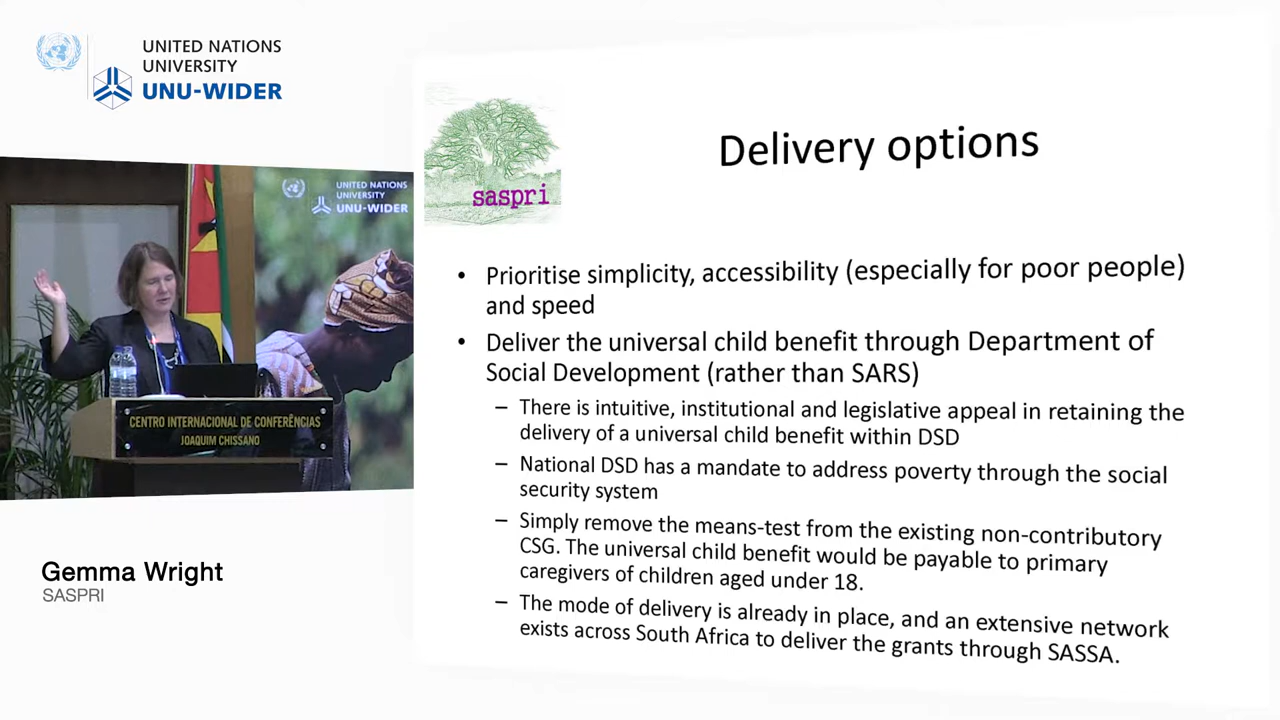 UNITED NATIONS
UNIVERSITY
UNU-WIDER
UNITED NATIONS
UNIVERSITY
UNU-WIDER
CENTRO INTERNACIONAL DE CONFERÊNCIAS
JOAQUIM CHISSANO
Gemma Wright
SASPRI
saspri
Delivery options
• Prioritise simplicity, accessibility (especially for poor people)
and speed
• Deliver the universal child benefit through Department of
Social Development (rather than SARS)
– There is intuitive, institutional and legislative appeal in retaining the
delivery of a universal child benefit within DSD
– National DSD has a mandate to address poverty through the social
security system
– Simply remove the means-test from the existing non-contributory
CSG. The universal child benefit would be payable to primary
caregivers of children aged under 18.
– The mode of delivery is already in place, and an extensive network
exists across South Africa to deliver the grants through SASSA.